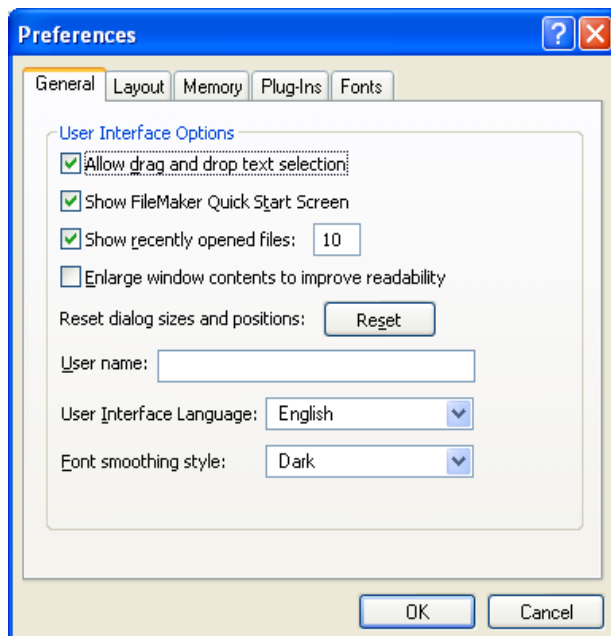 Preferences
General Layout Memory Plug-Ins Fonts
User Interface Options
Allow drag and drop text selection
Show FileMaker Quick Start Screen
Show recently opened files: 10
Enlarge window contents to improve readability
Reset dialog sizes and positions: Reset
User name:
User Interface Language: English
Font smoothing style: Dark
OK Cancel